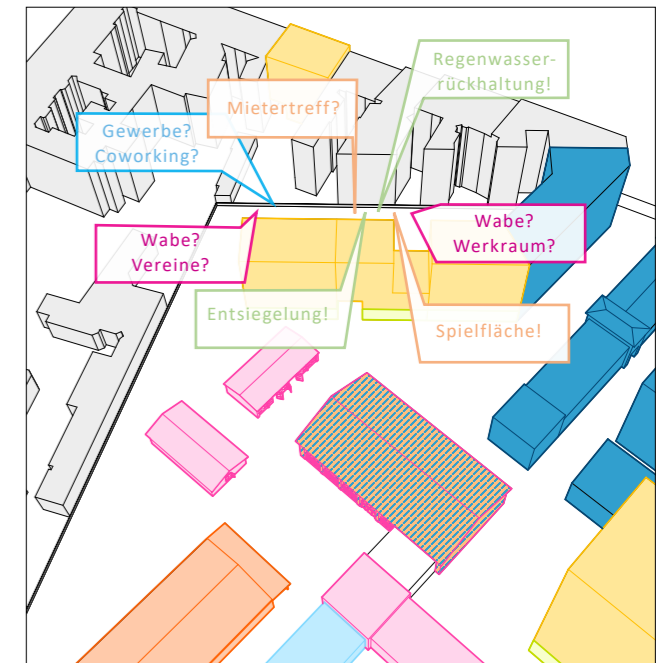 Regenwasser-
rückhaltung!
Mietertreff?
Gewerbe?
Coworking?
Wabe?
Vereine?
Wabe?
Werkraum?
Entsiegelung!
Spielfläche!